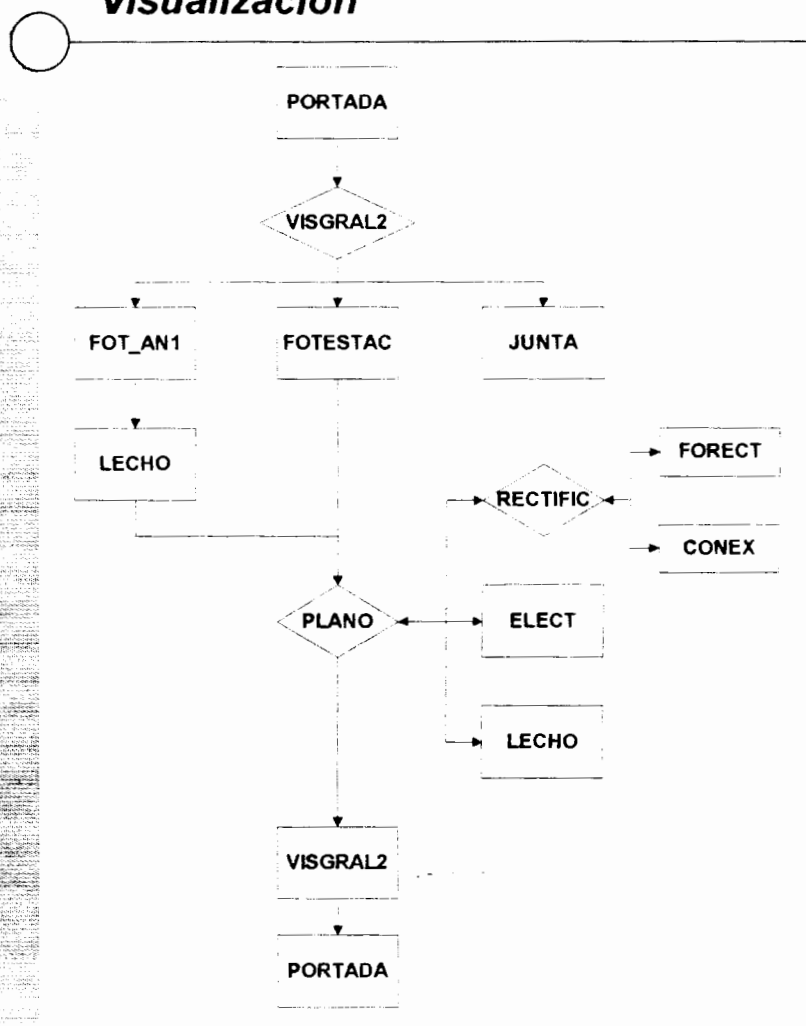 Visualización
PORTADA
VISGRAL2
FOT_AN1
FOTESTAC
JUNTA
LECHO
FORECT
RECTIFIC
CONEX
PLANO
ELECT
LECHO
VISGRAL2
PORTADA